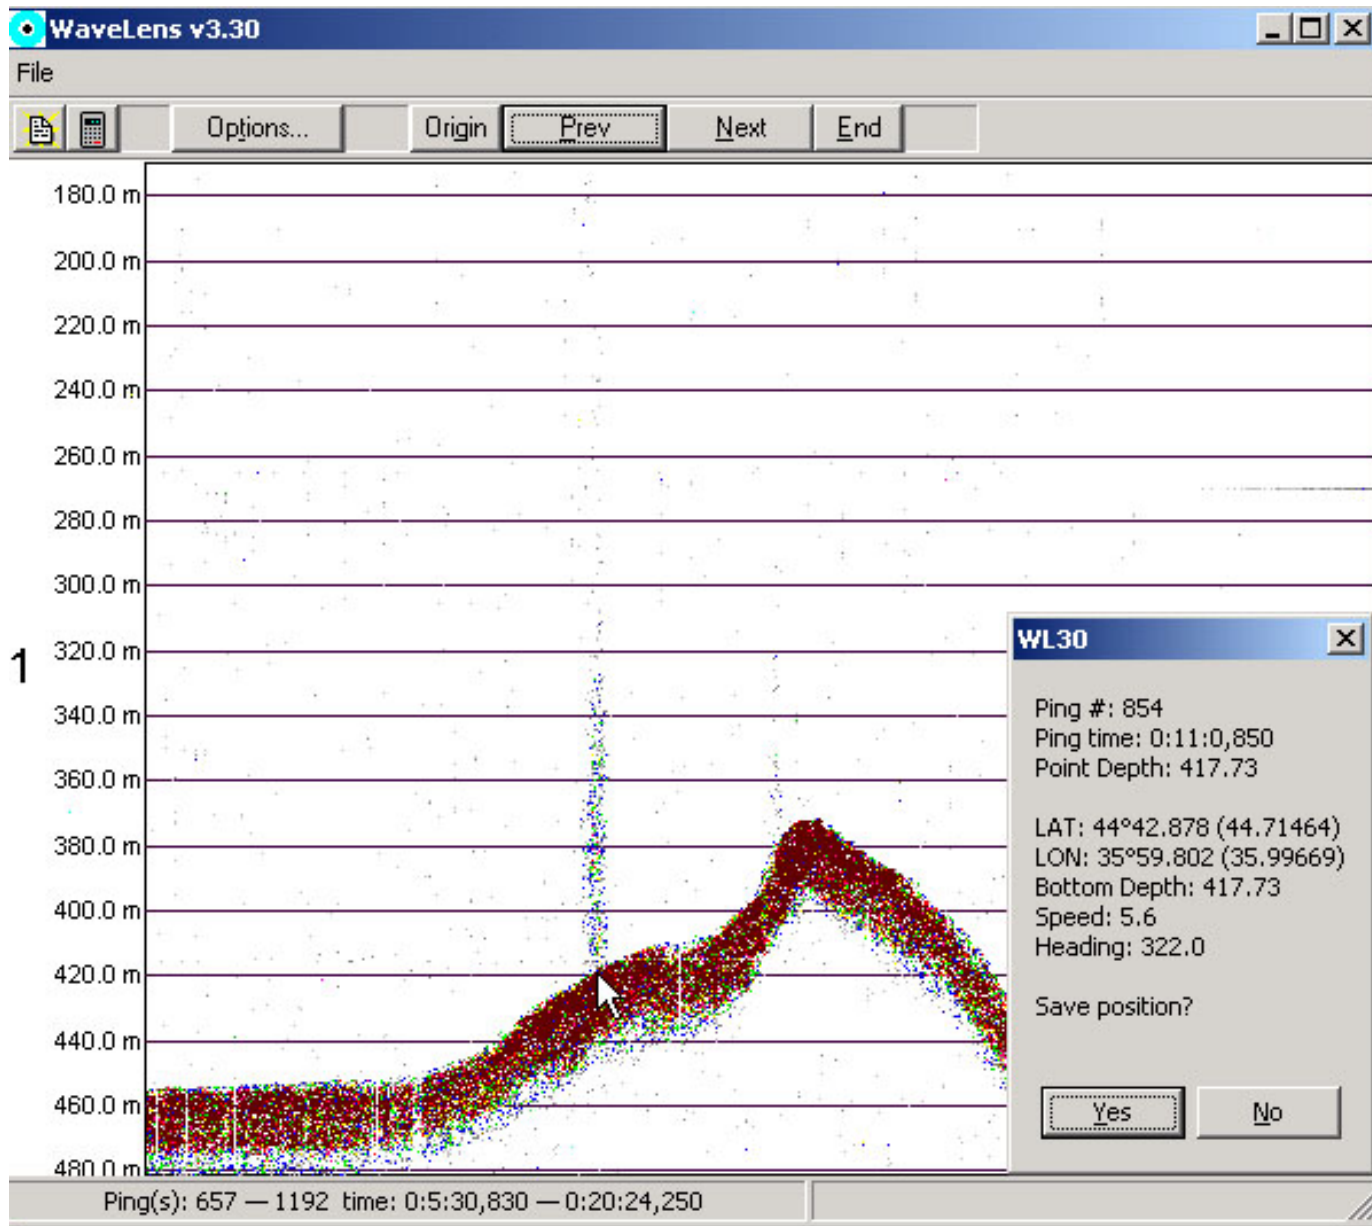 WaveLens v3.30
File
Options... Origin Prev Next End
180.0 m
200.0 m
220.0 m
240.0 m
260.0 m
280.0 m
300.0 m
320.0 m
1
340.0 m
360.0 m
380.0 m
400.0 m
420.0 m
440.0 m
460.0 m
480.0 m
WL30
Ping #: 854
Ping time: 0:11:0,850
Point Depth: 417.73
LAT: 44°42.878 (44.71464)
LON: 35°59.802 (35.99669)
Bottom Depth: 417.73
Speed: 5.6
Heading: 322.0
Save position?
Yes No
Ping(s): 657 — 1192 time: 0:5:30,830 — 0:20:24,250